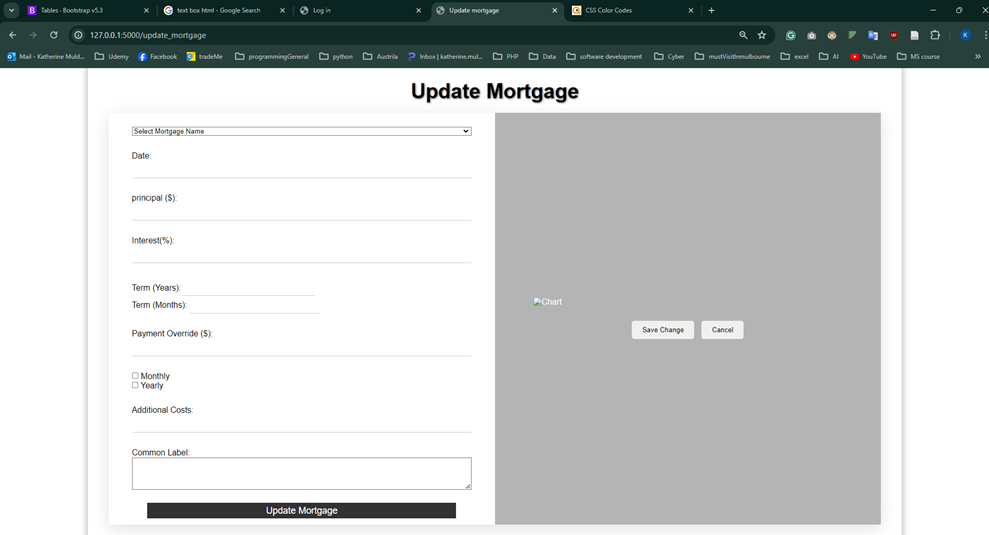 Tables - Bootstrap v5.3
text box html - Google Search
Log in
Update mortgage
CSS Color Codes
127.0.0.1:5000/update_mortgage
Mail - Katherine Muld...
Udemy
Facebook
tradeMe
programmingGeneral
python
Austrila
Inbox | katherine.mul...
PHP
Data
software development
Cyber
mustVisitInmulbourne
excel
AI
YouTube
MS course
Update Mortgage
Select Mortgage Name
Date:
principal ($):
Interest(%):
Term (Years):
Term (Months):
Payment Override ($):
Monthly
Yearly
Additional Costs:
Common Label:
Update Mortgage
Chart
Save Change
Cancel